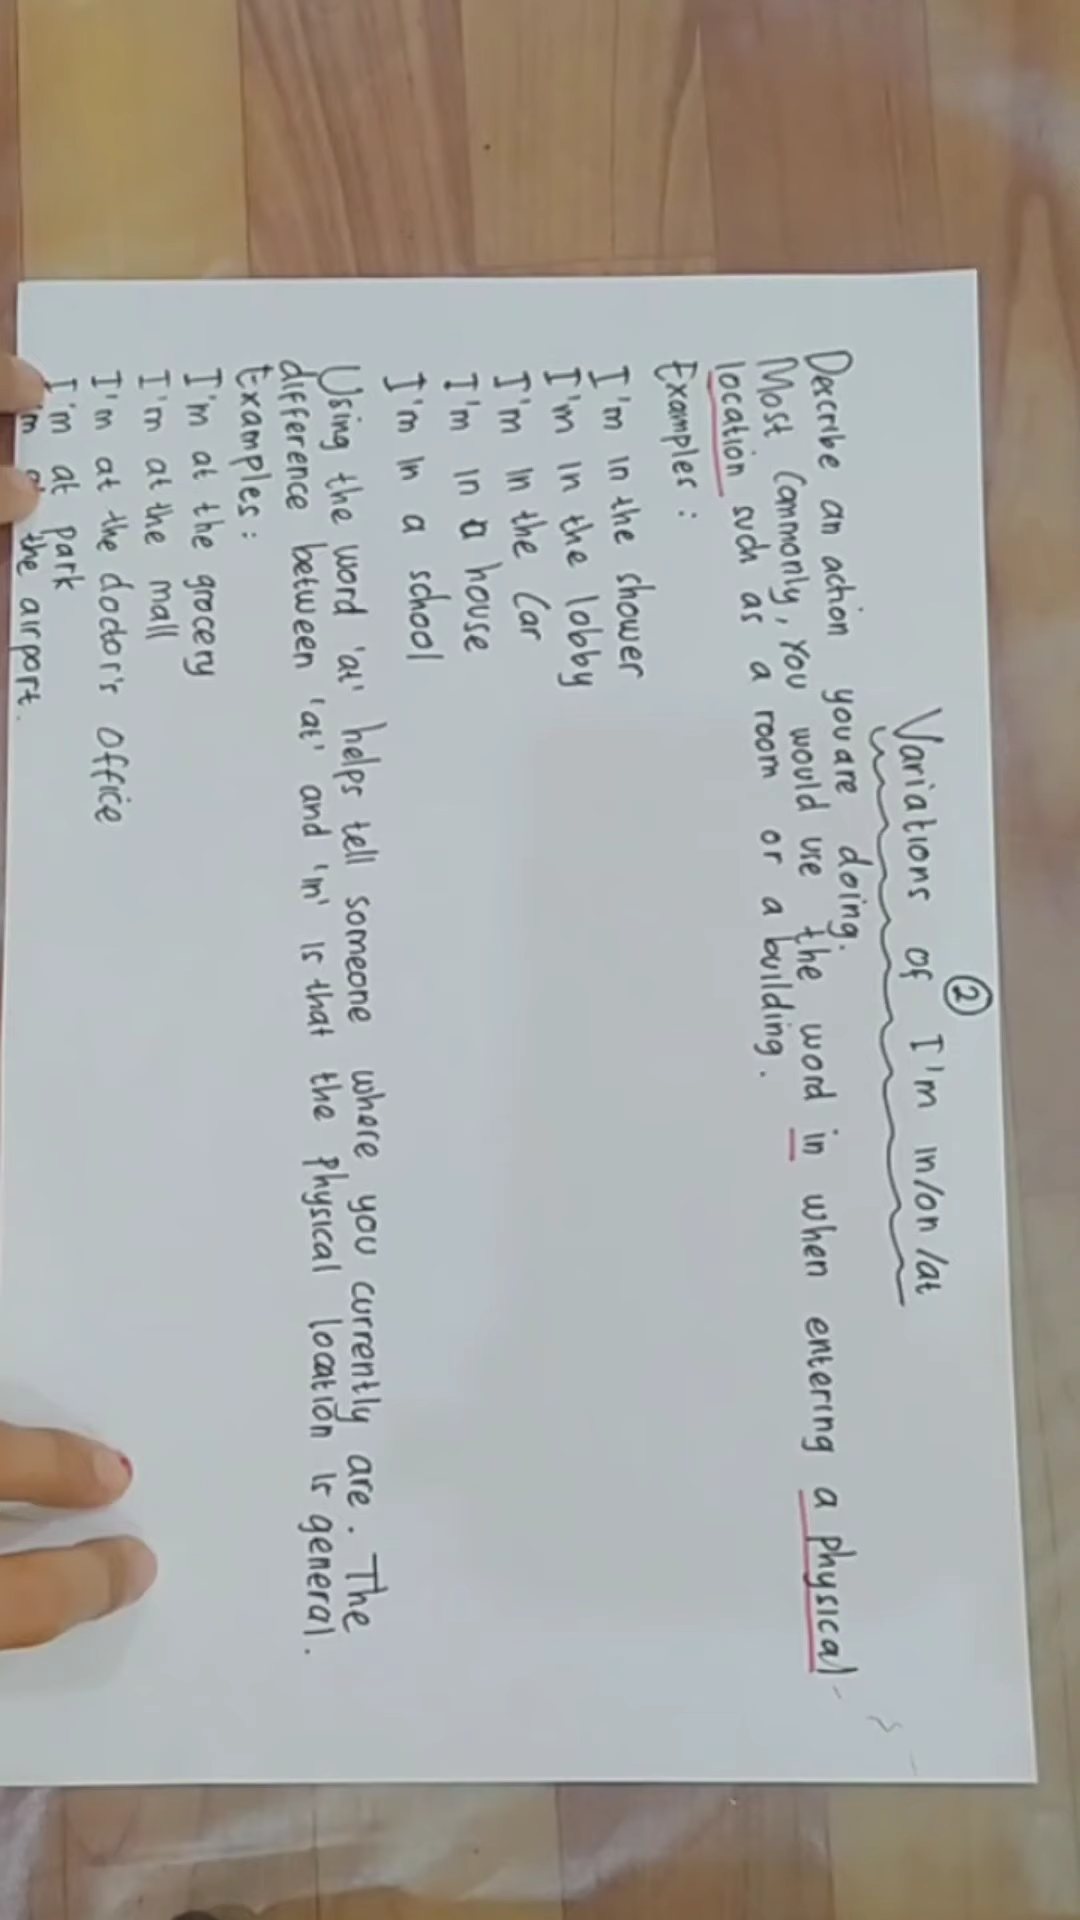 ②
Variations of I'm in/on/at
Describe an action you are doing.
Most Commonly, You would use the word in when entering a physical
location such as a room or a building.
Examples:
I'm in the shower
I'm in the lobby
I'm in the Car
I'm in a house
I'm in a school
Using the word 'at' helps tell someone where you currently are. The
difference between 'at' and 'in' is that the physical location is general.
Examples:
I'm at the grocery
I'm at the mall
I'm at the doctor's office
I'm at park
the airport.